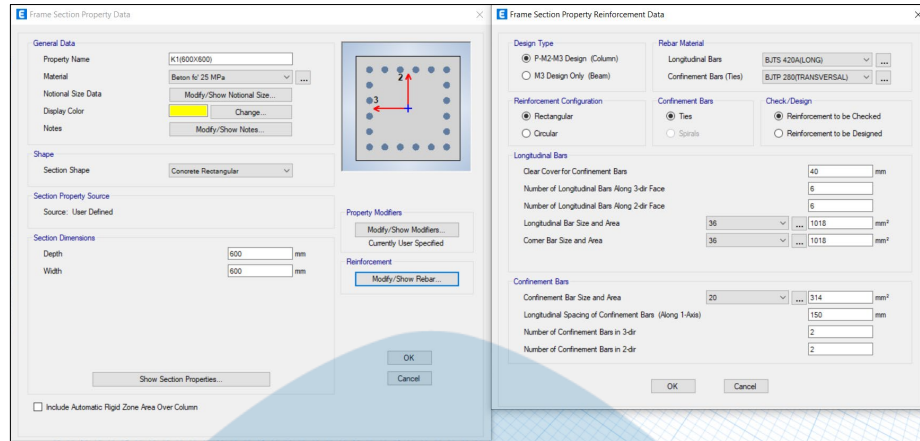 Frame Section Property Data
General Data
Property Name K1(600X600)
Material Beton fc' 25 MPa ...
Notional Size Data Modify/Show Notional Size...
Display Color Change...
Notes Modify/Show Notes...
Shape
Section Shape Concrete Rectangular
Section Property Source
Source: User Defined
Section Dimensions
Depth 600 mm
Width 600 mm
Show Section Properties...
Include Automatic Rigid Zone Area Over Column
2
3
Property Modifiers
Modify/Show Modifiers...
Currently User Specified
Reinforcement
Modify/Show Rebar...
OK
Cancel
Frame Section Property Reinforcement Data
Design Type
P-M2-M3 Design (Column)
M3 Design Only (Beam)
Rebar Material
Longitudinal Bars BJTS 420A(LONG) ...
Confinement Bars (Ties) BJTP 280(TRANSVERSAL) ...
Reinforcement Configuration
Rectangular
Circular
Confinement Bars
Ties
Spirals
Check/Design
Reinforcement to be Checked
Reinforcement to be Designed
Longitudinal Bars
Clear Cover for Confinement Bars 40 mm
Number of Longitudinal Bars Along 3-dir Face 6
Number of Longitudinal Bars Along 2-dir Face 6
Longitudinal Bar Size and Area 36 ... 1018 mm²
Corner Bar Size and Area 36 ... 1018 mm²
Confinement Bars
Confinement Bar Size and Area 20 ... 314 mm²
Longitudinal Spacing of Confinement Bars (Along 1-Axis) 150 mm
Number of Confinement Bars in 3-dir 2
Number of Confinement Bars in 2-dir 2
OK Cancel